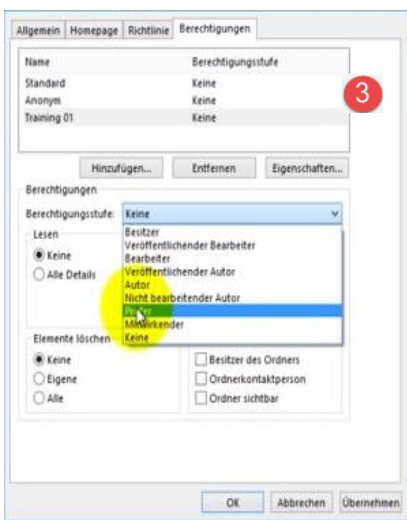 Allgemein Homepage Richtlinie Berechtigungen
Name Berechtigungsstufe
Standard Keine
Anonym Keine
Training 01 Keine
3
Hinzufügen... Entfernen Eigenschaften...
Berechtigungen
Berechtigungsstufe: Keine
Lesen
Keine
Alle Details
Besitzer
Veröffentlichender Bearbeiter
Bearbeiter
Veröffentlichender Autor
Autor
Nicht bearbeitender Autor
Prüfer
Mitwirkender
Keine
Elemente löschen
Keine
Eigene
Alle
Besitzer des Ordners
Ordnerkontaktperson
Ordner sichtbar
OK Abbrechen Übernehmen